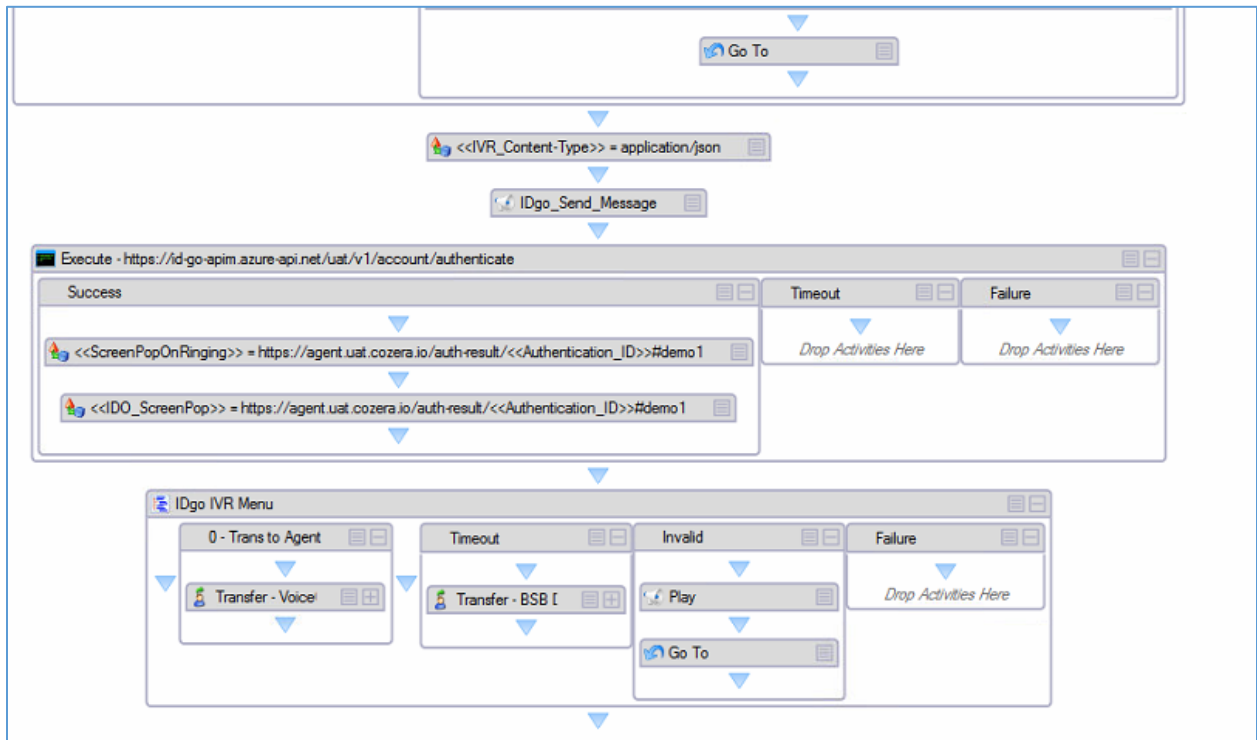 Go To
<<IVR_Content-Type>> = application/json
IDgo_Send_Message
Execute - https://id-go-apim.azure-api.net/uat/v1/account/authenticate
Success
Timeout
Failure
<<ScreenPopOnRinging>> = https://agent.uat.cozera.io/auth-result/<<Authentication_ID>>#demo1
Drop Activities Here
Drop Activities Here
<<IDO_ScreenPop>> = https://agent.uat.cozera.io/auth-result/<<Authentication_ID>>#demo1
IDgo IVR Menu
0 - Trans to Agent
Timeout
Invalid
Failure
Transfer - Voice
Transfer - BSB
Play
Drop Activities Here
Go To